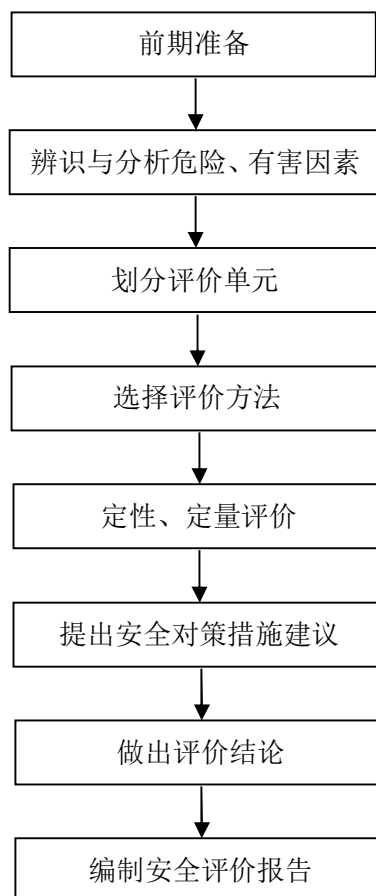 前期准备
辨识与分析危险、有害因素
划分评价单元
选择评价方法
定性、定量评价
提出安全对策措施建议
做出评价结论
编制安全评价报告